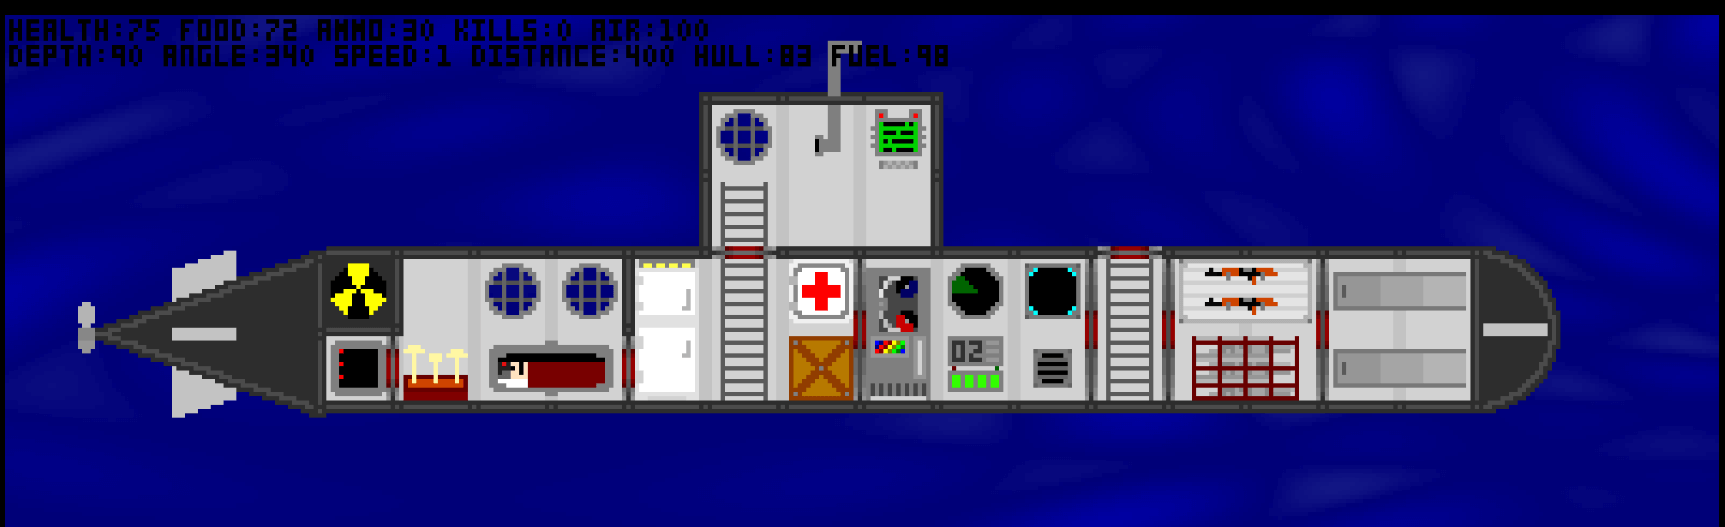 HEALTH:75 FOOD:72 AMMO:30 KILLS:0 AIR:100
DEPTH:90 ANGLE:340 SPEED:1 DISTANCE:400 HULL:83 FUEL:98
02